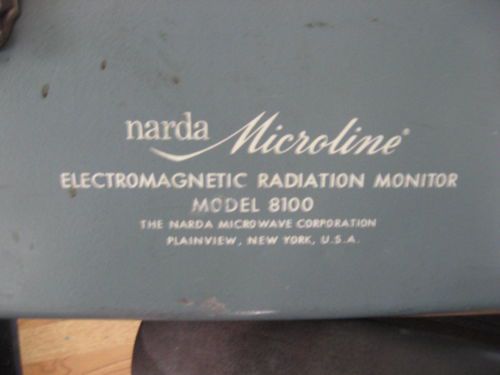 narda Microline®
ELECTROMAGNETIC RADIATION MONITOR
MODEL 8100
THE NARDA MICROWAVE CORPORATION
PLAINVIEW, NEW YORK, U.S.A.